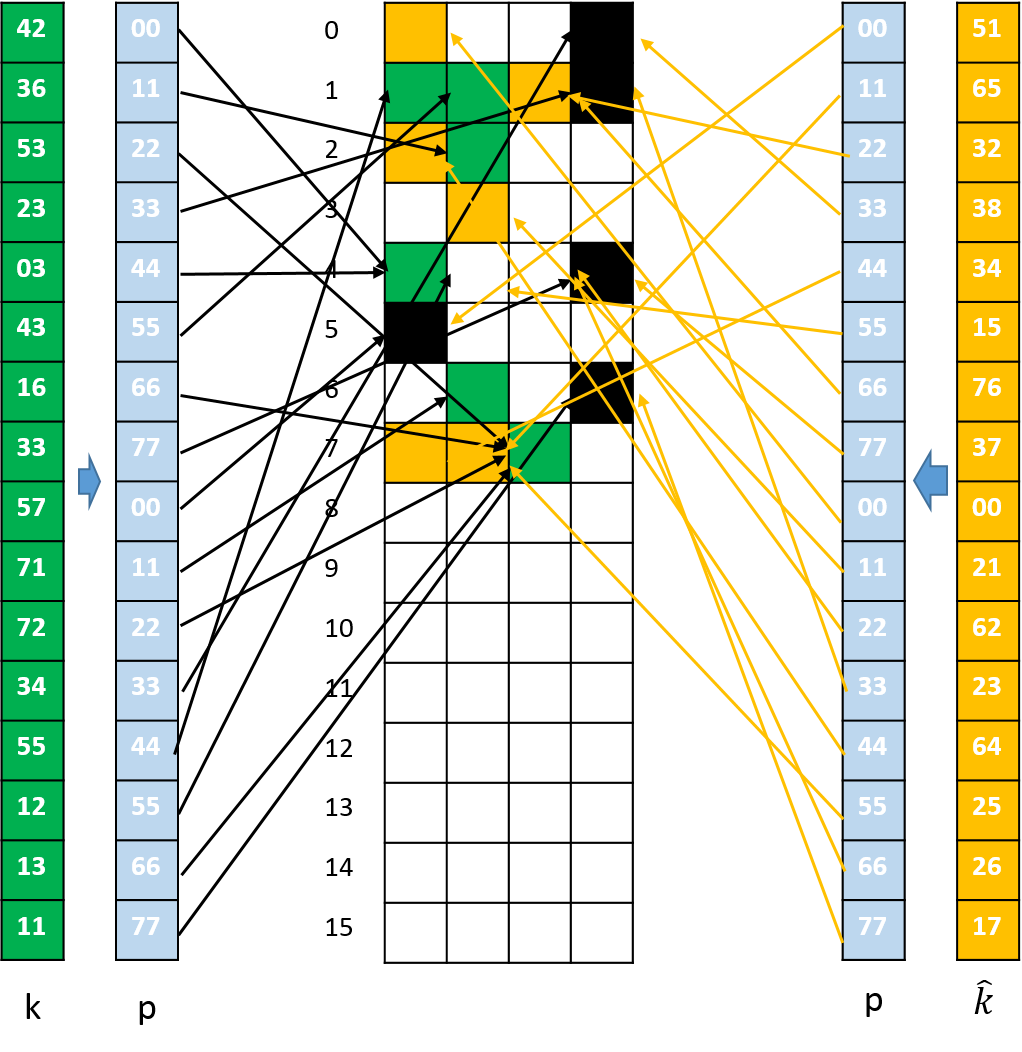 42 00 0 00 51
36 11 1 11 65
53 22 2 22 32
23 33 3 33 38
03 44 4 44 34
43 55 5 55 15
16 66 6 66 76
33 77 7 77 37
57 00 8 00 00
71 11 9 11 21
72 22 10 22 62
34 33 11 33 23
55 44 12 44 64
12 55 13 55 25
13 66 14 66 26
11 77 15 77 17
k p p k̂